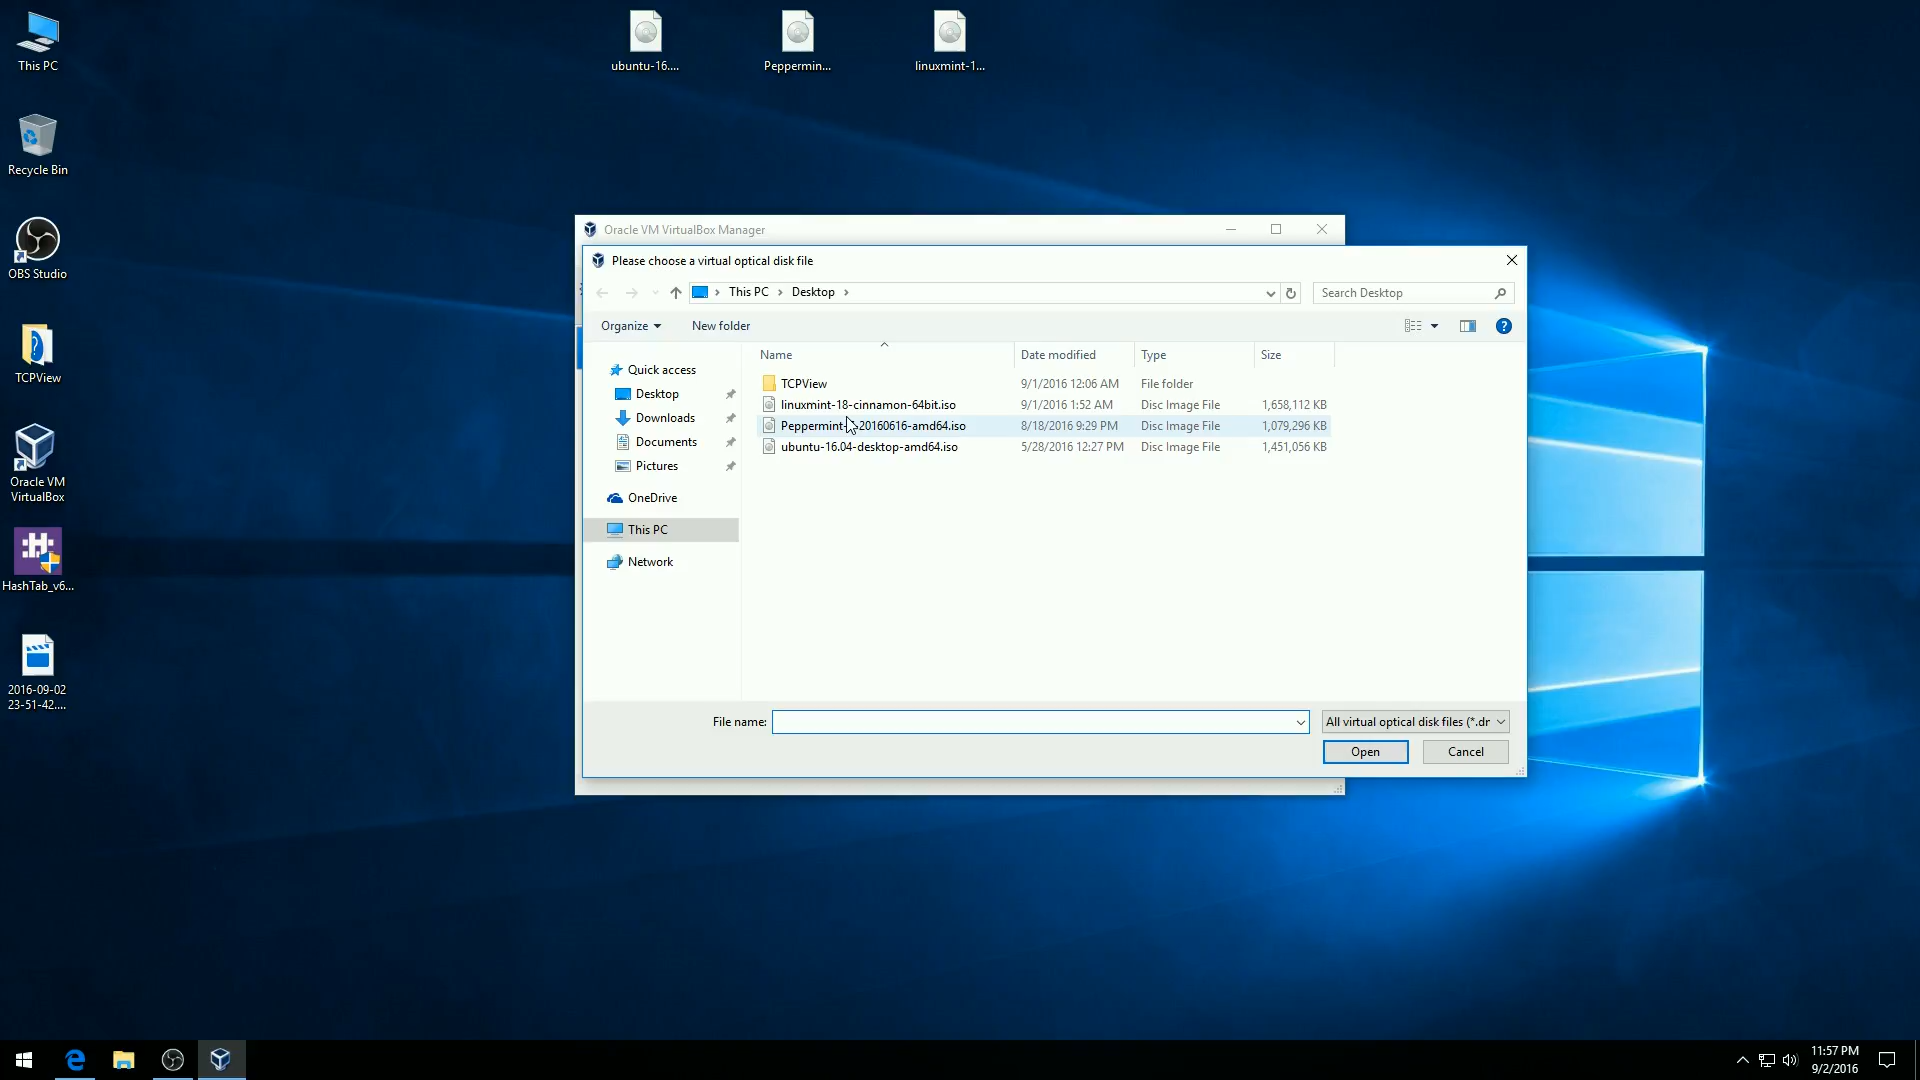 This PC
Recycle Bin
OBS Studio
TCPView
Oracle VM
VirtualBox
HashTab_v6...
2016-09-02
23-51-42....
ubuntu-16....
Peppermin...
linuxmint-1...
Oracle VM VirtualBox Manager
Please choose a virtual optical disk file
This PC > Desktop >
Search Desktop
Organize
New folder
?
Quick access
Desktop
Downloads
Documents
Pictures
OneDrive
This PC
Network
Name Date modified Type Size
TCPView 9/1/2016 12:06 AM File folder
linuxmint-18-cinnamon-64bit.iso 9/1/2016 1:52 AM Disc Image File 1,658,112 KB
Peppermint- -20160616-amd64.iso 8/18/2016 9:29 PM Disc Image File 1,079,296 KB
ubuntu-16.04-desktop-amd64.iso 5/28/2016 12:27 PM Disc Image File 1,451,056 KB
File name:
All virtual optical disk files (*.dr
Open
Cancel
11:57 PM
9/2/2016